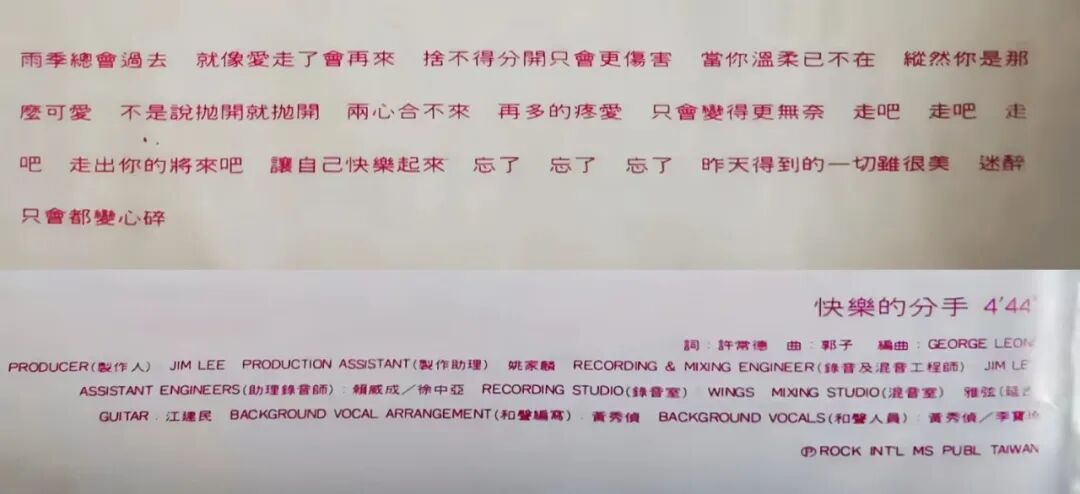 雨季總會過去　就像愛走了會再來　捨不得分開只會更傷害　當你溫柔已不在　縱然你是那
麼可愛　不是說拋開就拋開　兩心合不來　再多的疼愛　只會變得更無奈　走吧　走吧　走
吧　走出你的將來吧　讓自己快樂起來　忘了　忘了　忘了　昨天得到的一切雖很美　迷醉
只會都變心碎
快樂的分手 4'44"
詞：許常德　曲：郭子　編曲：GEORGE LEON
PRODUCER(製作人)　JIM LEE　PRODUCTION ASSISTANT(製作助理)　姚家麟　RECORDING & MIXING ENGINEER(錄音及混音工程師)　JIM LE
ASSISTANT ENGINEERS(助理錄音師)：賴威成／徐中亞　RECORDING STUDIO(錄音室)　WINGS　MIXING STUDIO(混音室)　雅弦
GUITAR：江建民　BACKGROUND VOCAL ARRANGEMENT(和聲編寫)：黃秀偵　BACKGROUND VOCALS(和聲人員)：黃秀偵／李寶
ⓟROCK INT'L MS PUBL TAIWAN